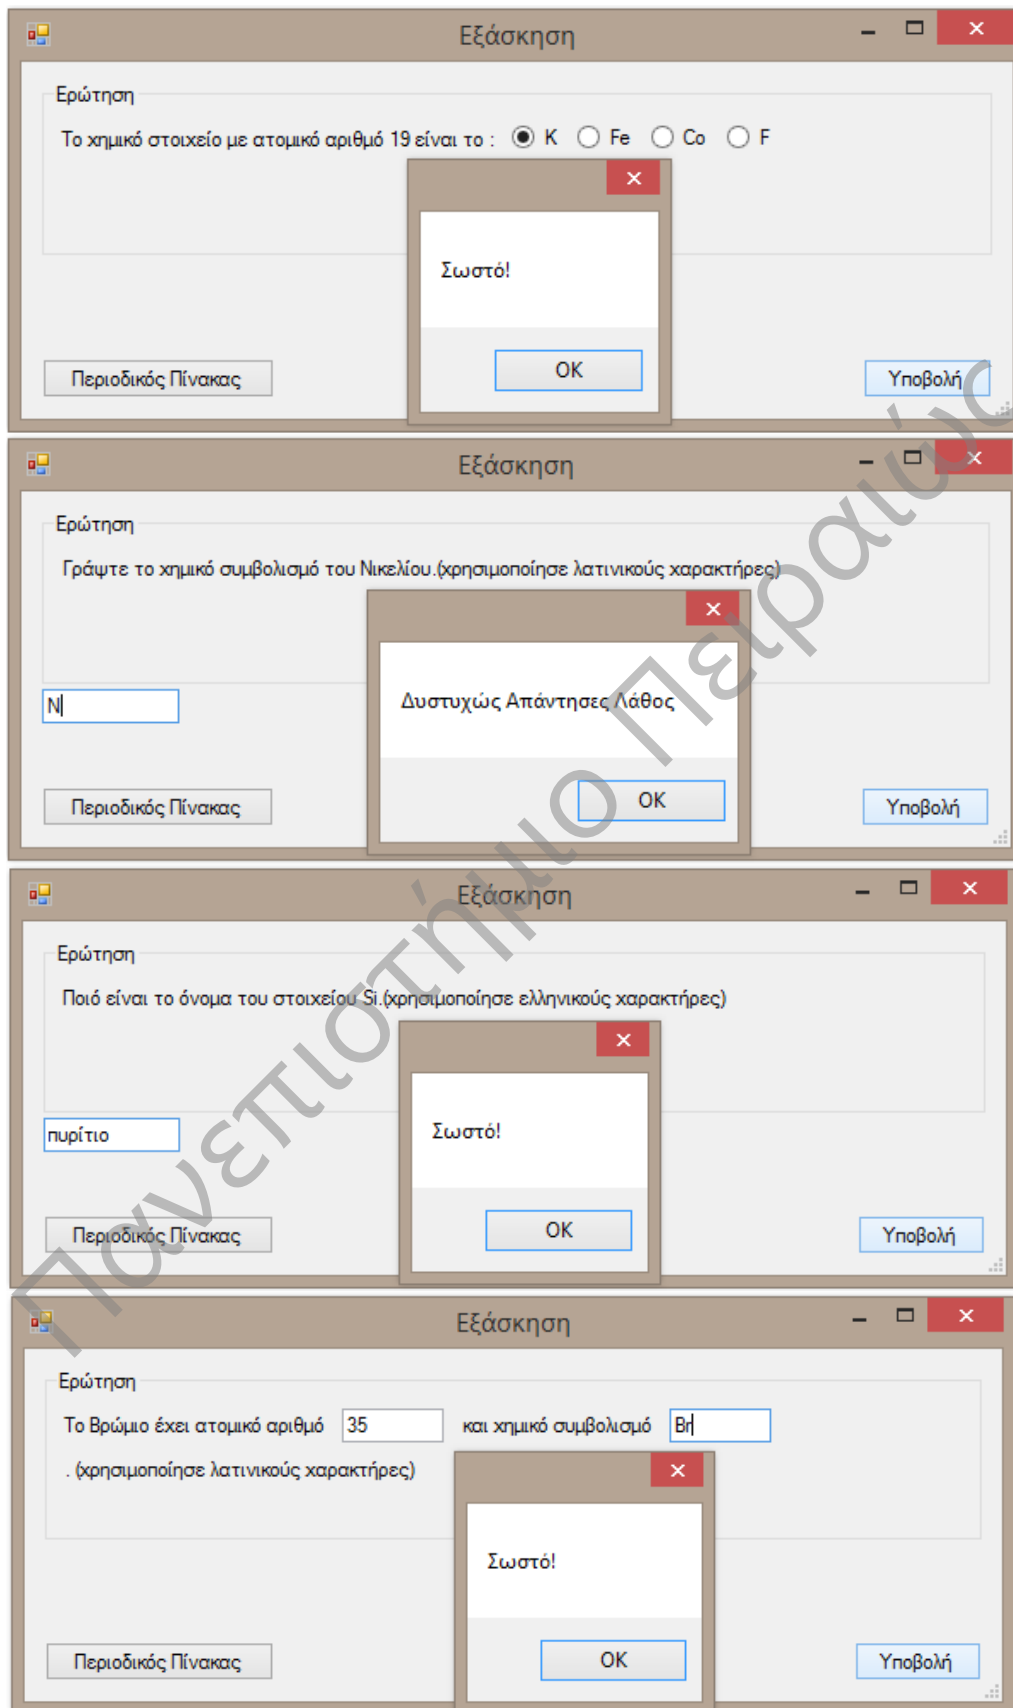 Εξάσκηση
Ερώτηση
Το χημικό στοιχείο με ατομικό αριθμό 19 είναι το : K Fe Co F
Σωστό!
OK
Περιοδικός Πίνακας
Υποβολή
Εξάσκηση
Ερώτηση
Γράψτε το χημικό συμβολισμό του Νικελίου.(χρησιμοποίησε λατινικούς χαρακτήρες)
N
Δυστυχώς Απάντησες Λάθος
OK
Περιοδικός Πίνακας
Υποβολή
Εξάσκηση
Ερώτηση
Ποιό είναι το όνομα του στοιχείου Si.(χρησιμοποίησε ελληνικούς χαρακτήρες)
πυρίτιο
Σωστό!
OK
Περιοδικός Πίνακας
Υποβολή
Εξάσκηση
Ερώτηση
Το Βρώμιο έχει ατομικό αριθμό 35 και χημικό συμβολισμό Br
. (χρησιμοποίησε λατινικούς χαρακτήρες)
Σωστό!
OK
Περιοδικός Πίνακας
Υποβολή
Πανεπιστήμιο Πειραιώς